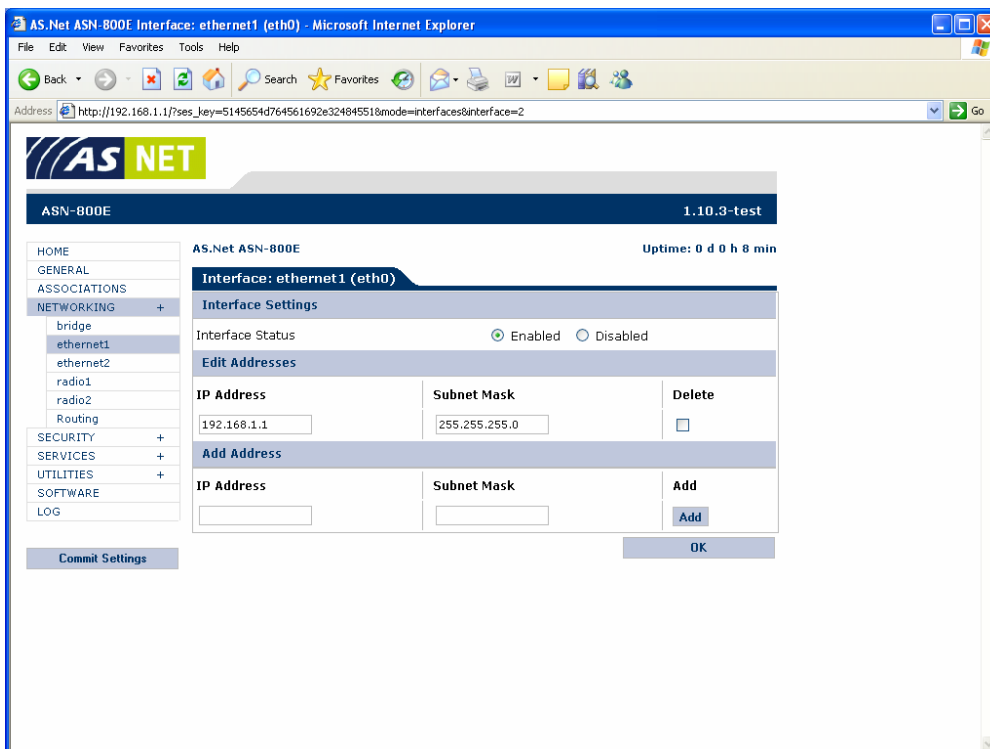 AS.Net ASN-800E Interface: ethernet1 (eth0) - Microsoft Internet Explorer
File Edit View Favorites Tools Help
Back Search Favorites
Address http://192.168.1.1/?ses_key=5145654d764561692e32484551&mode=interfaces&interface=2 Go
AS NET
ASN-800E 1.10.3-test
AS.Net ASN-800E Uptime: 0 d 0 h 8 min
HOME
GENERAL
ASSOCIATIONS
NETWORKING +
bridge
ethernet1
ethernet2
radio1
radio2
Routing
SECURITY +
SERVICES +
UTILITIES +
SOFTWARE
LOG
Commit Settings
Interface: ethernet1 (eth0)
Interface Settings
Interface Status Enabled Disabled
Edit Addresses
IP Address Subnet Mask Delete
192.168.1.1 255.255.255.0
Add Address
IP Address Subnet Mask Add
Add
OK